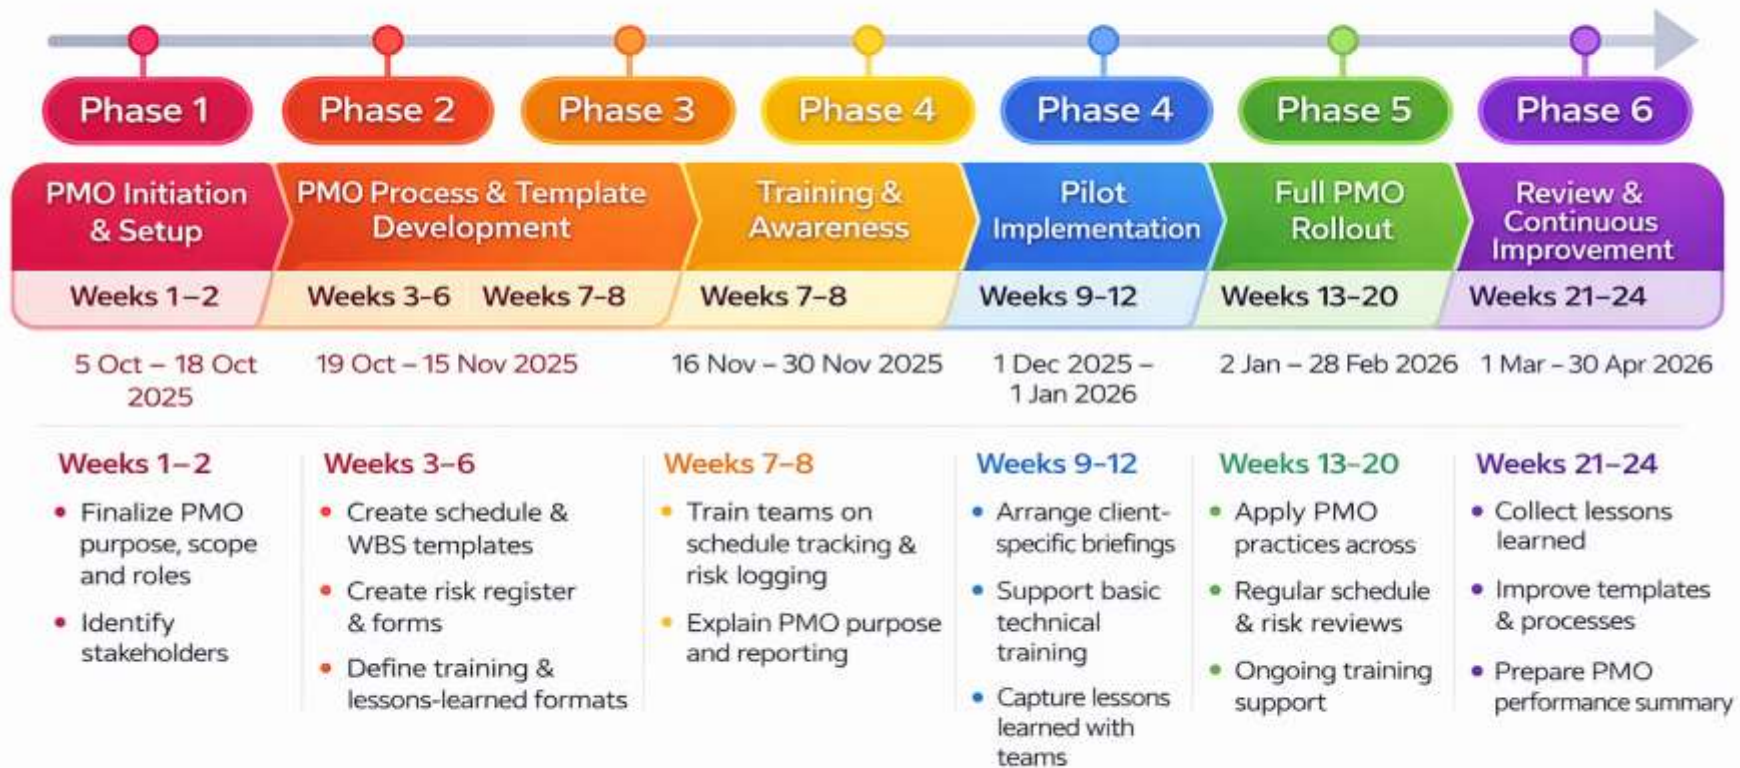 Phase 1
Phase 2
Phase 3
Phase 4
Phase 4
Phase 5
Phase 6
PMO Initiation
& Setup
PMO Process & Template
Development
Training &
Awareness
Pilot
Implementation
Full PMO
Rollout
Review &
Continuous
Improvement
Weeks 1–2
Weeks 3-6
Weeks 7–8
Weeks 7–8
Weeks 9-12
Weeks 13–20
Weeks 21–24
5 Oct – 18 Oct
2025
19 Oct – 15 Nov 2025
16 Nov – 30 Nov 2025
1 Dec 2025 –
1 Jan 2026
2 Jan – 28 Feb 2026
1 Mar – 30 Apr 2026
Weeks 1–2
Finalize PMO
purpose, scope
and roles
Identify
stakeholders
Weeks 3–6
Create schedule &
WBS templates
Create risk register
& forms
Define training &
lessons-learned formats
Weeks 7–8
Train teams on
schedule tracking &
risk logging
Explain PMO purpose
and reporting
Weeks 9-12
Arrange client-
specific briefings
Support basic
technical
training
Capture lessons
learned with
teams
Weeks 13–20
Apply PMO
practices across
Regular schedule
& risk reviews
Ongoing training
support
Weeks 21–24
Collect lessons
learned
Improve templates
& processes
Prepare PMO
performance summary